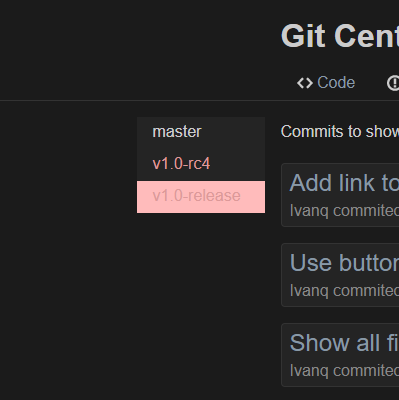 Git Cent
Code
master
v1.0-rc4
v1.0-release
Commits to show
Add link to
Ivanq commited
Use button
Ivanq commited
Show all fi
Ivanq commited